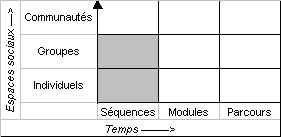 Espaces sociaux —>
Communautés
Groupes
Individuels
Séquences Modules Parcours
Temps ——>